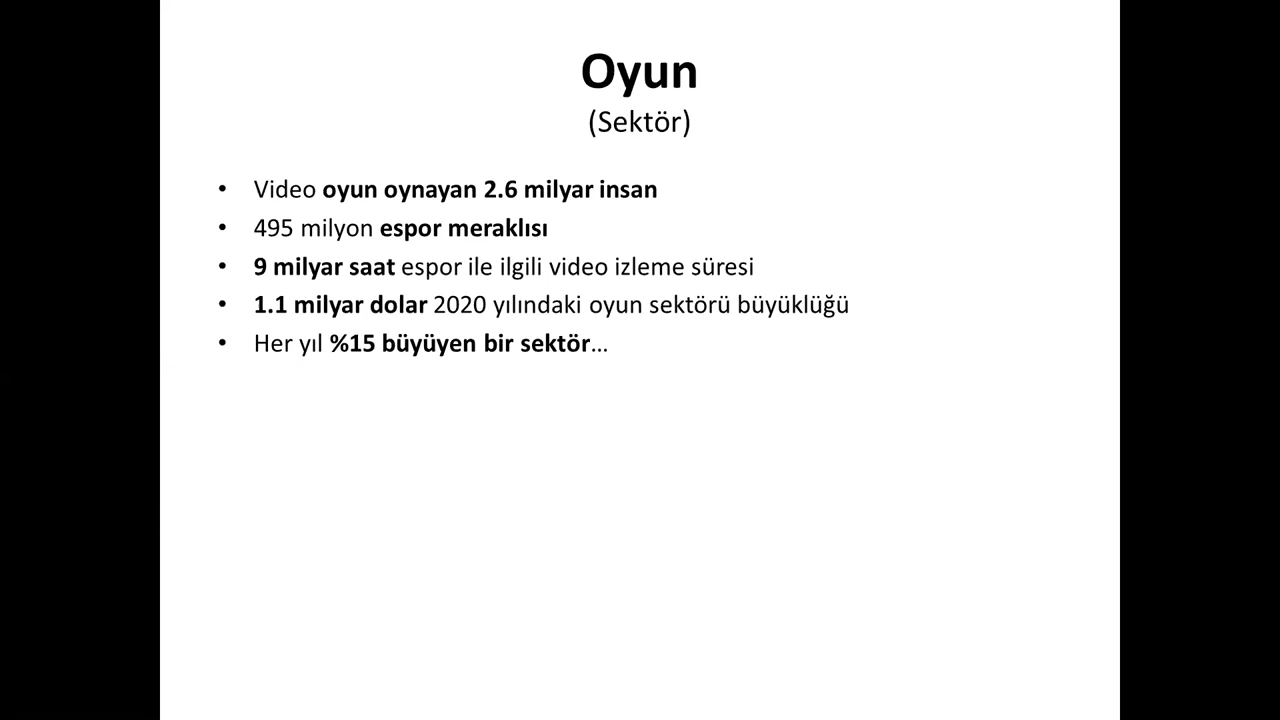 Oyun
(Sektör)
• Video oyun oynayan 2.6 milyar insan
• 495 milyon espor meraklısı
• 9 milyar saat espor ile ilgili video izleme süresi
• 1.1 milyar dolar 2020 yılındaki oyun sektörü büyüklüğü
• Her yıl %15 büyüyen bir sektör…